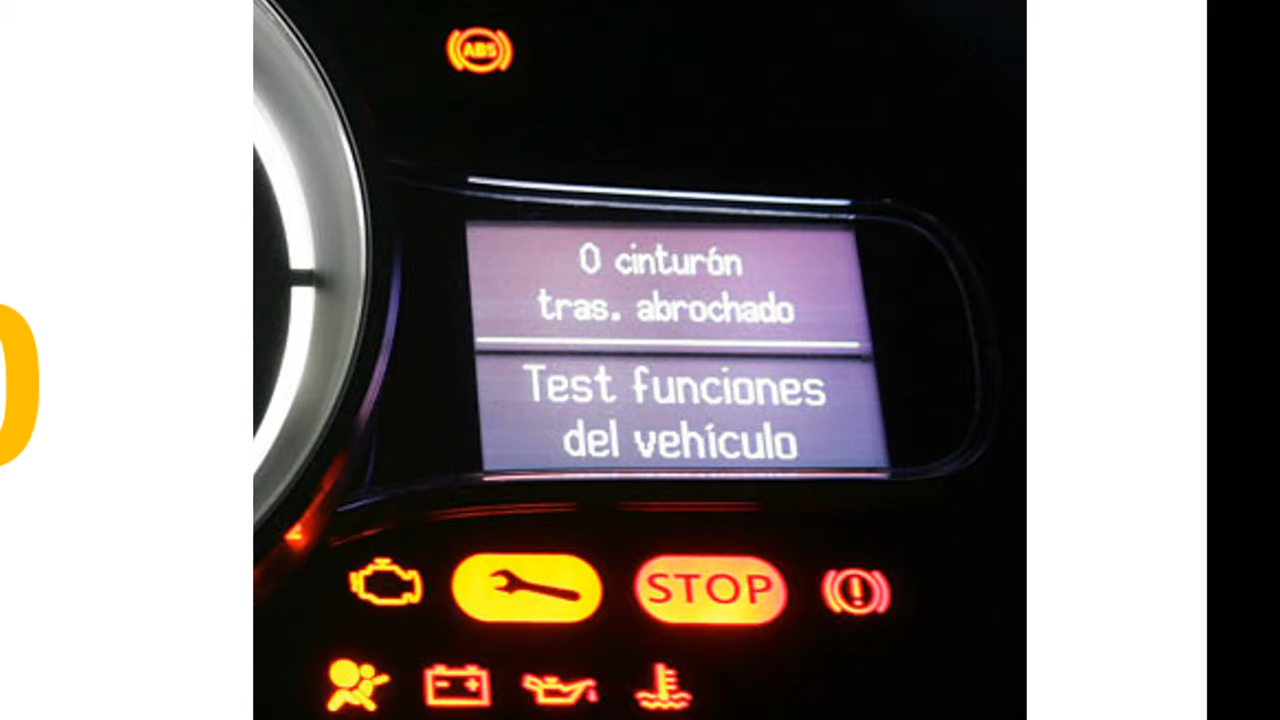 ABS
0 cinturón
tras. abrochado
Test funciones
del vehículo
STOP